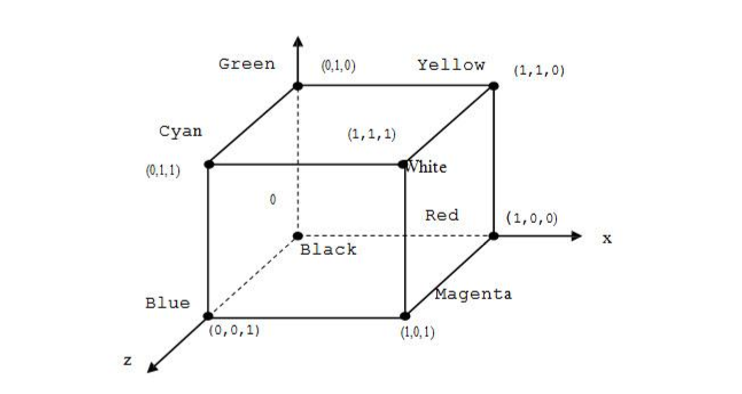 Green (0,1,0) Yellow (1,1,0)
Cyan (1,1,1)
(0,1,1) White
0
Red (1,0,0)
Black x
Magenta
Blue
(0,0,1) (1,0,1)
z